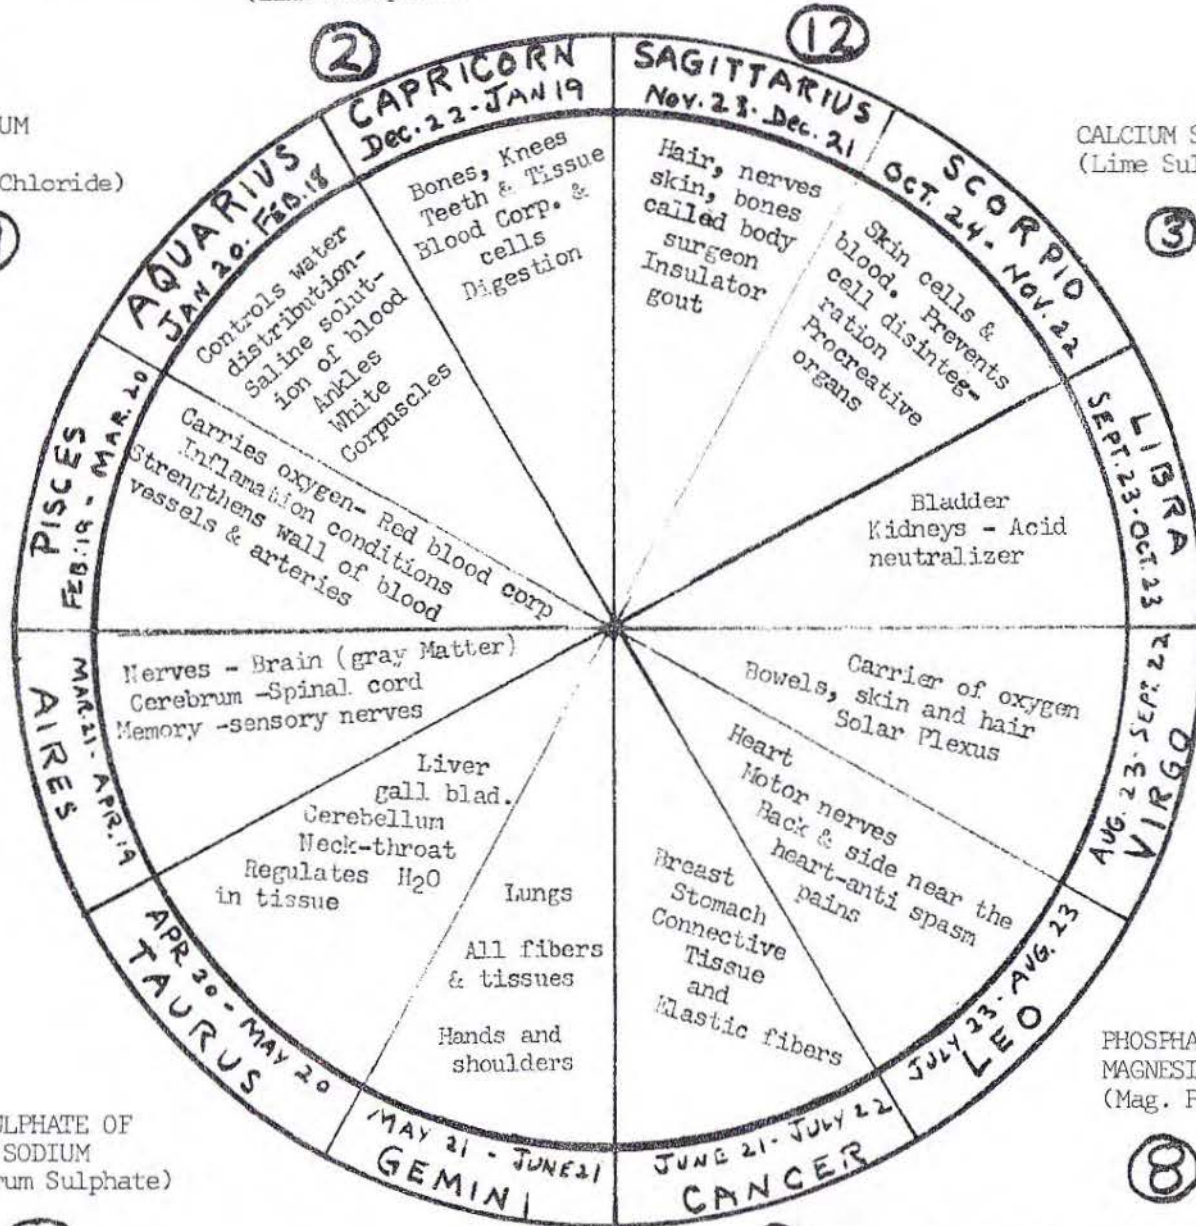 2
12
UM
Chloride)
CALCIUM S
(Lime Sul
3
CAPRICORN
Dec. 22 - JAN 19
Bones, Knees
Teeth & Tissue
Blood Corp. &
cells
Digestion
SAGITTARIUS
Nov. 23 - Dec. 21
Hair, nerves
skin, bones
called body
surgeon
Insulator
gout
SCORPIO
OCT. 24 - NOV. 22
Skin cells &
blood. Prevents
cell disinteg-
ration
Procreative
organs
LIBRA
SEPT. 23 - OCT. 23
Bladder
Kidneys - Acid
neutralizer
VIRGO
AUG. 23 - SEPT. 22
Carrier of oxygen
Bowels, skin and hair
Solar Plexus
LEO
JULY 23 - AUG. 23
Heart
Motor nerves
Back & side near the
heart-anti spasm
pains
CANCER
JUNE 21 - JULY 22
Breast
Stomach
Connective
Tissue
and
Elastic fibers
GEMINI
MAY 21 - JUNE 21
Lungs
All fibers
& tissues
Hands and
shoulders
TAURUS
APR 20 - MAY 20
Liver
gall blad.
Cerebellum
Neck-throat
Regulates H₂O
in tissue
AIRES
MAR. 21 - APR. 19
Nerves - Brain (gray Matter)
Cerebrum -Spinal cord
Memory -sensory nerves
PISCES
FEB. 19 - MAR. 20
Carries oxygen- Red blood corp
Inflamation conditions
Strengthens wall of blood
vessels & arteries
AQUARIUS
JAN 20 - FEB. 18
Controls water
distribution-
Saline solut-
ion of blood
Ankles
White
Corpuscles
PHOSPHA
MAGNESI
(Mag. P
8
ULPHATE OF
SODIUM
rum Sulphate)